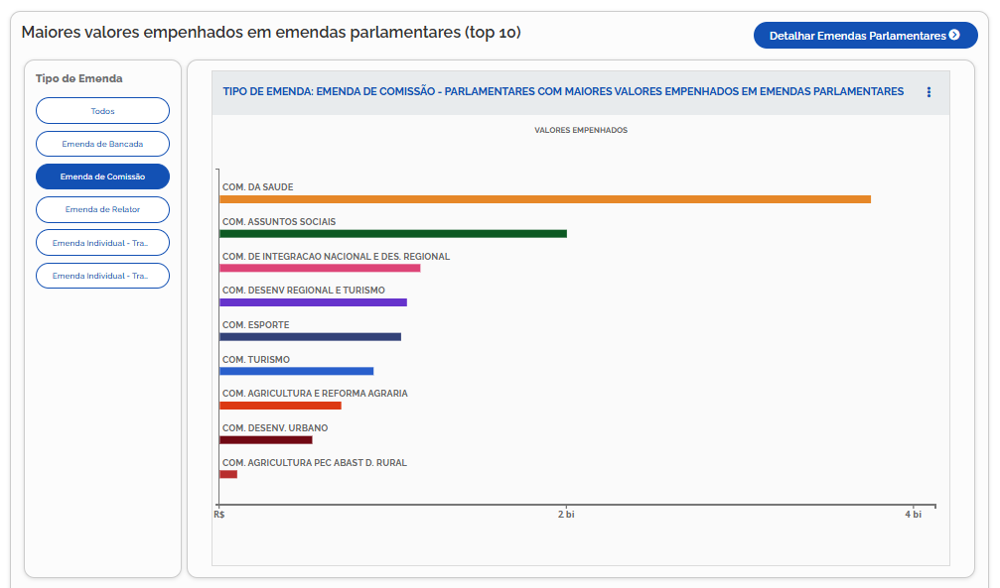 Maiores valores empenhados em emendas parlamentares (top 10)
Detalhar Emendas Parlamentares
Tipo de Emenda
Todos
Emenda de Bancada
Emenda de Comissão
Emenda de Relator
Emenda Individual - Tra...
Emenda Individual - Tra...
TIPO DE EMENDA: EMENDA DE COMISSÃO - PARLAMENTARES COM MAIORES VALORES EMPENHADOS EM EMENDAS PARLAMENTARES
VALORES EMPENHADOS
COM. DA SAUDE
COM. ASSUNTOS SOCIAIS
COM. DE INTEGRACAO NACIONAL E DES. REGIONAL
COM. DESENV REGIONAL E TURISMO
COM. ESPORTE
COM. TURISMO
COM. AGRICULTURA E REFORMA AGRARIA
COM. DESENV. URBANO
COM. AGRICULTURA PEC ABAST D. RURAL
R$ 2 bi 4 bi